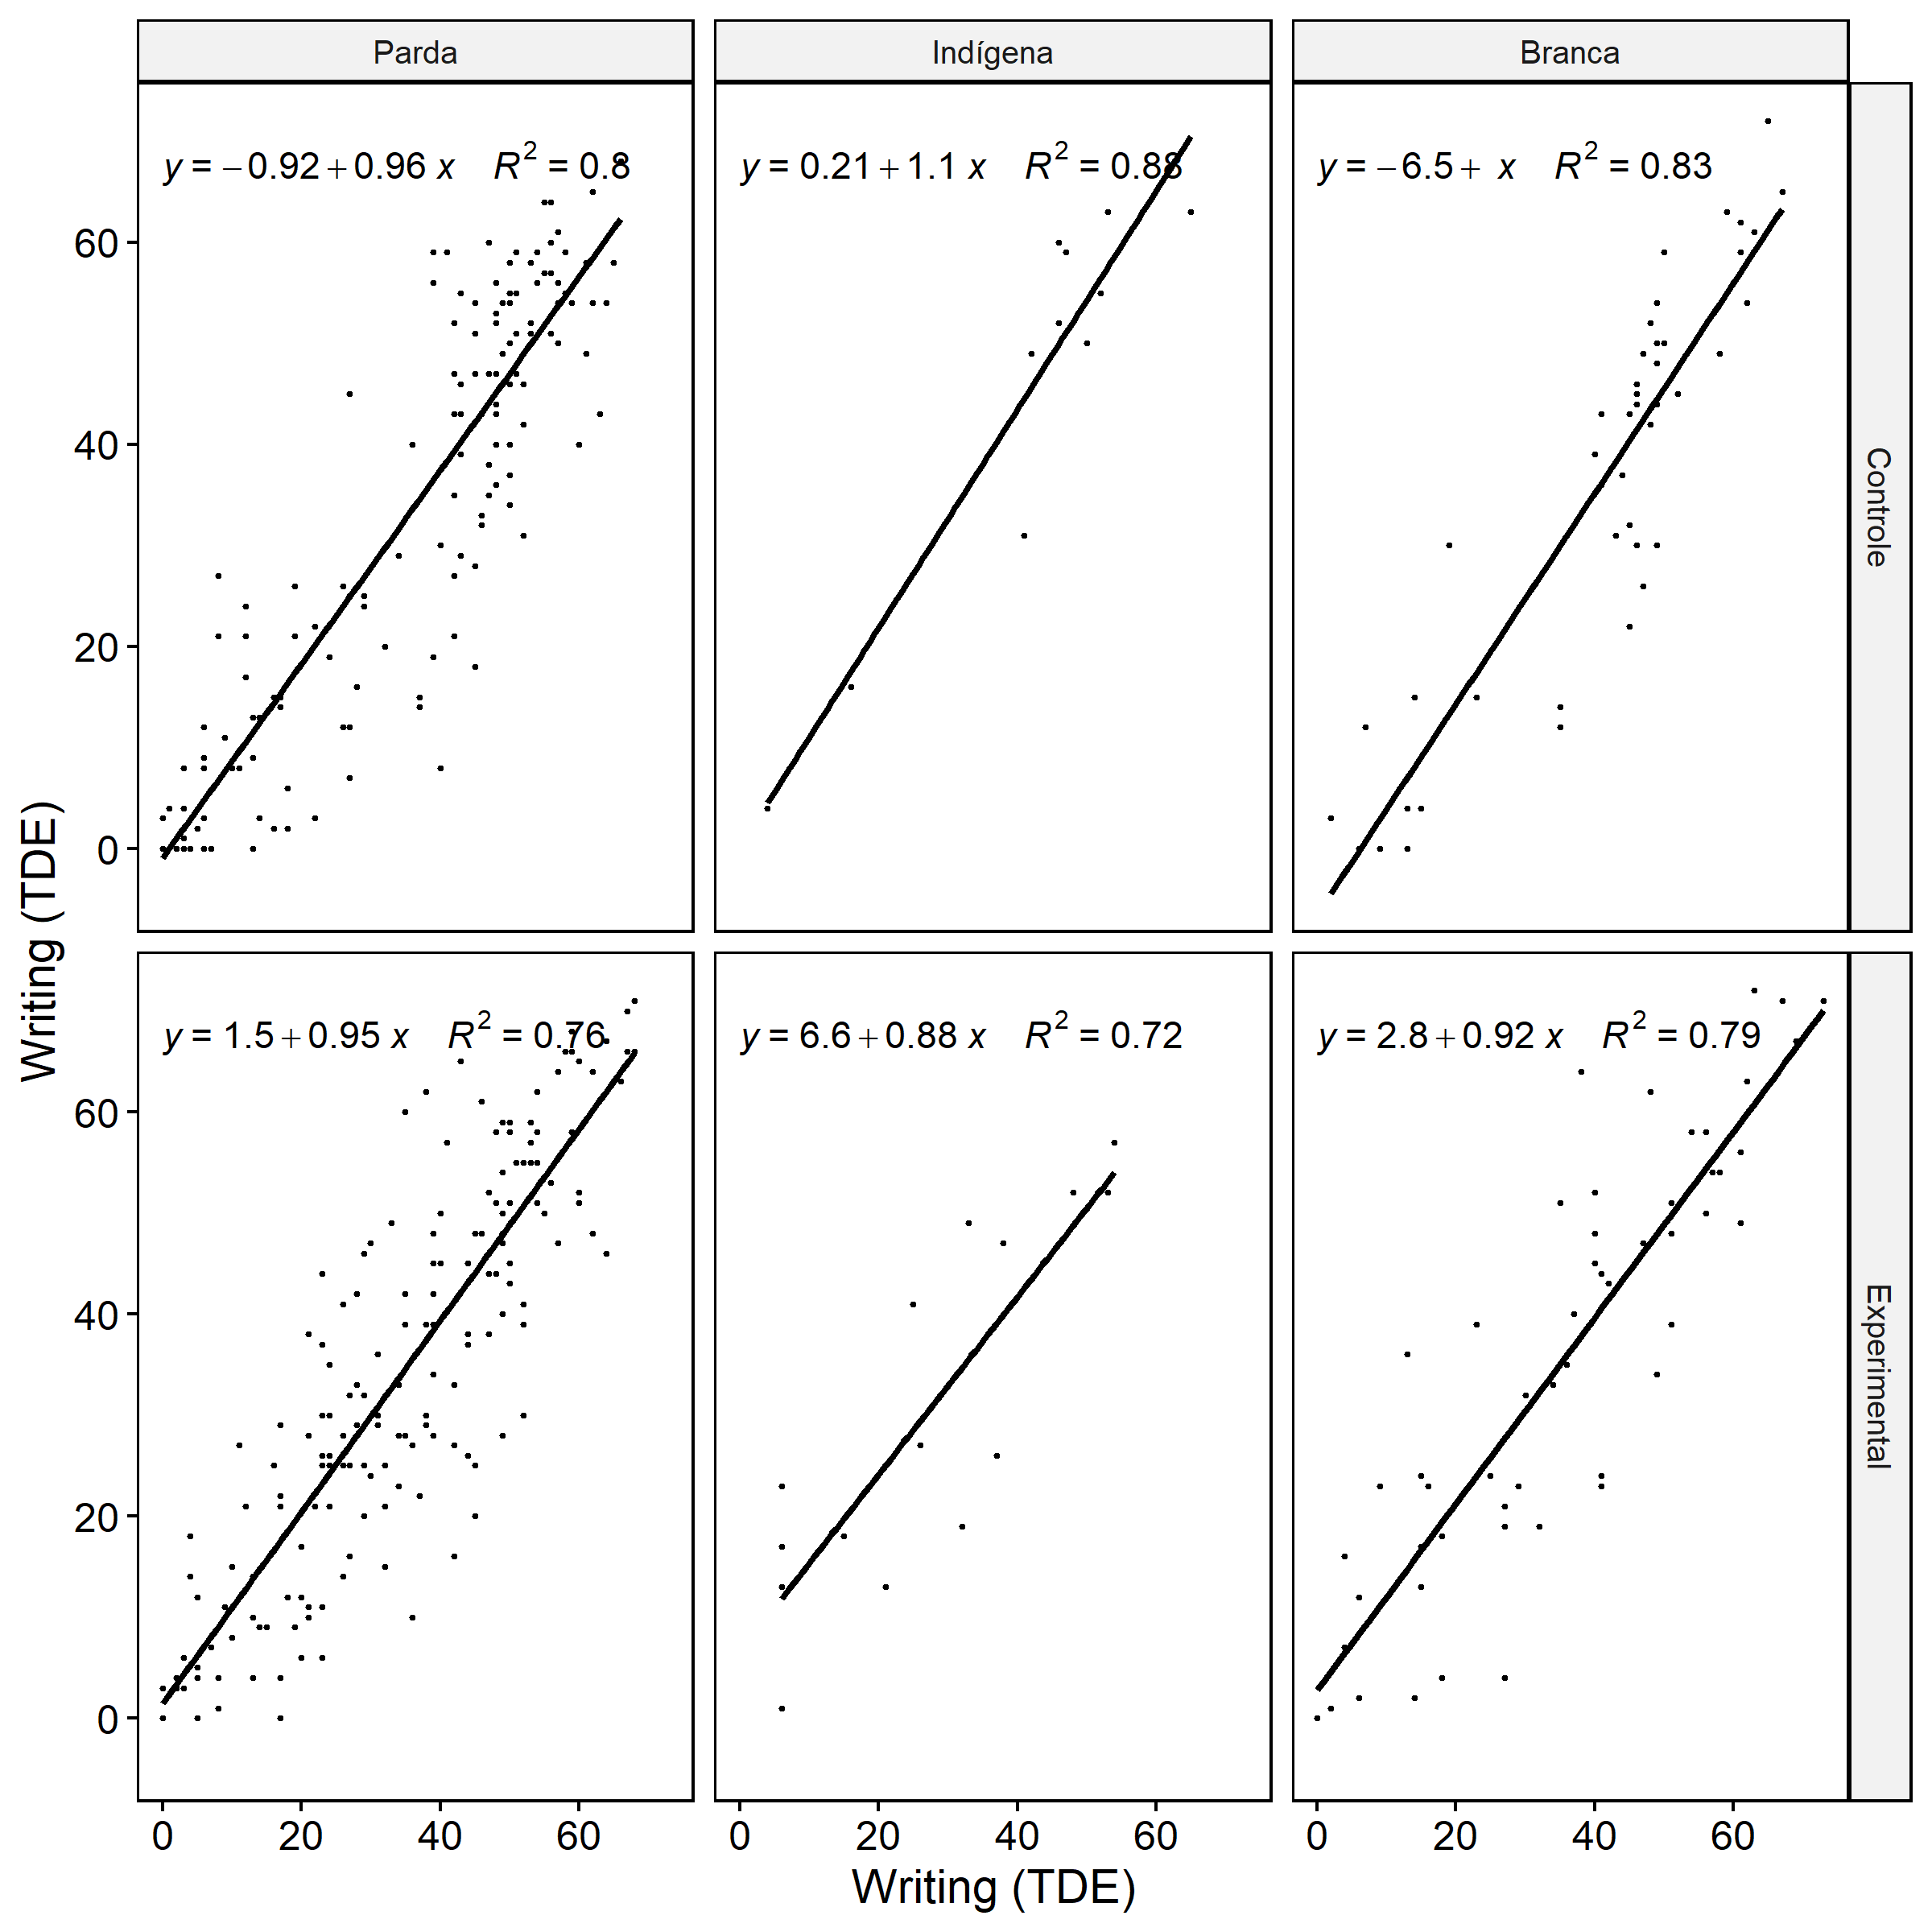 Parda Indígena Branca
y = −0.92 + 0.96 x R² = 0.8
y = 0.21 + 1.1 x R² = 0.88
y = −6.5 + x R² = 0.83
Controle
60
40
20
0
Writing (TDE)
y = 1.5 + 0.95 x R² = 0.76
y = 6.6 + 0.88 x R² = 0.72
y = 2.8 + 0.92 x R² = 0.79
Experimental
60
40
20
0
0 20 40 60 0 20 40 60 0 20 40 60
Writing (TDE)